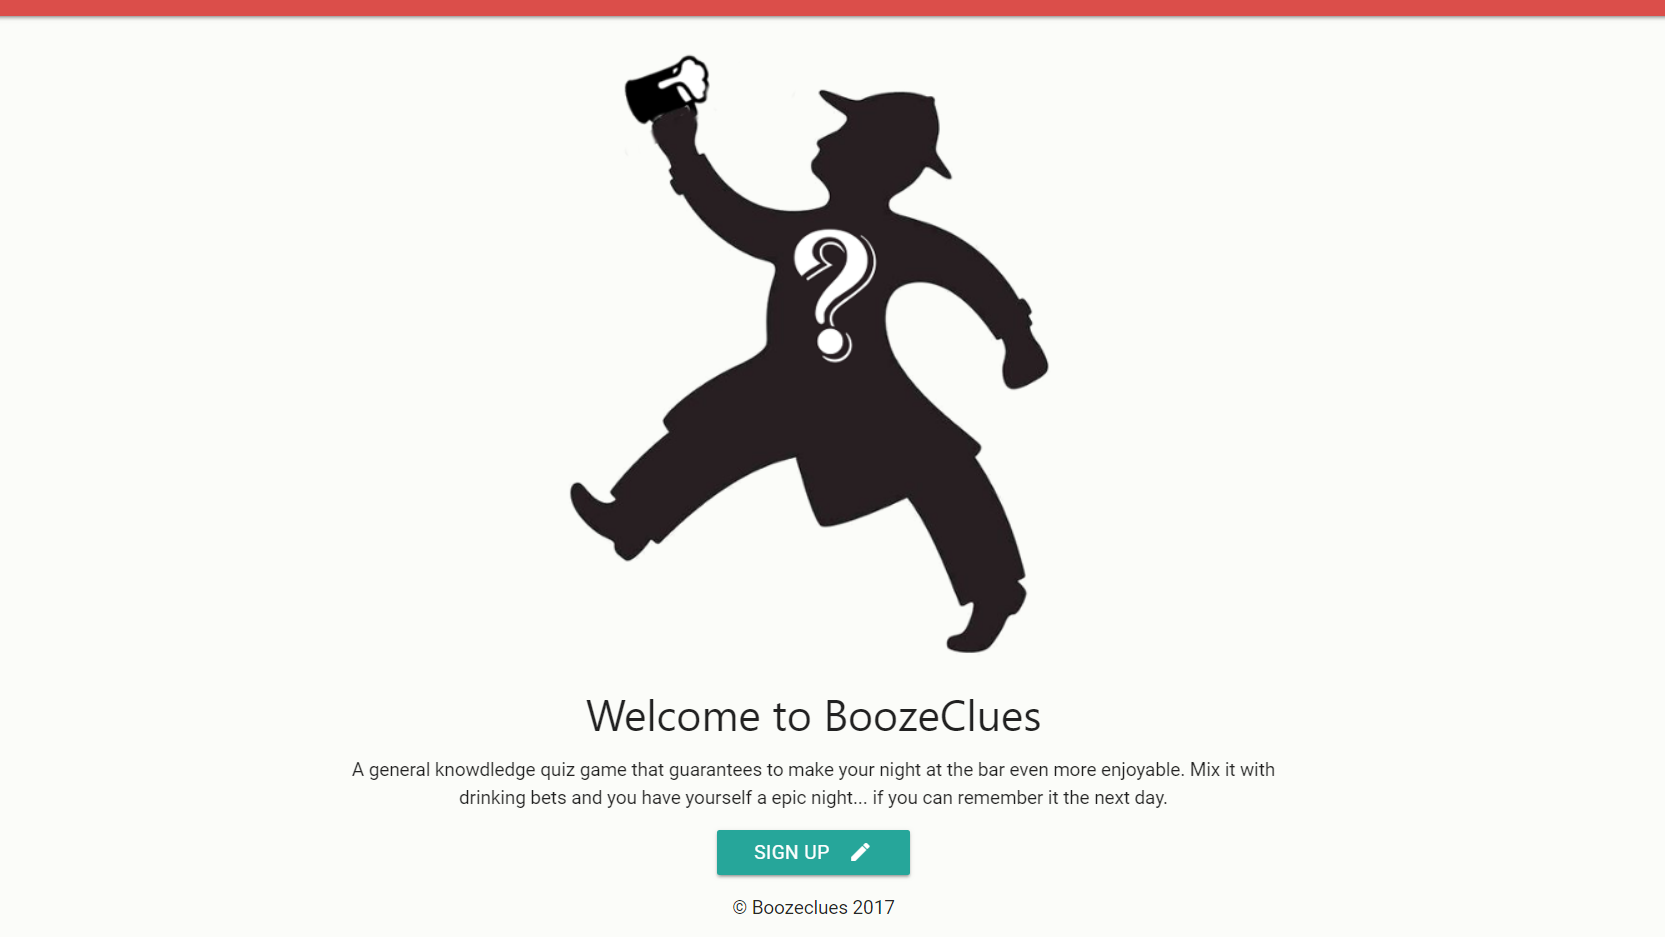 ?
Welcome to BoozeClues
A general knowdledge quiz game that guarantees to make your night at the bar even more enjoyable. Mix it with
drinking bets and you have yourself a epic night... if you can remember it the next day.
SIGN UP
© Boozeclues 2017